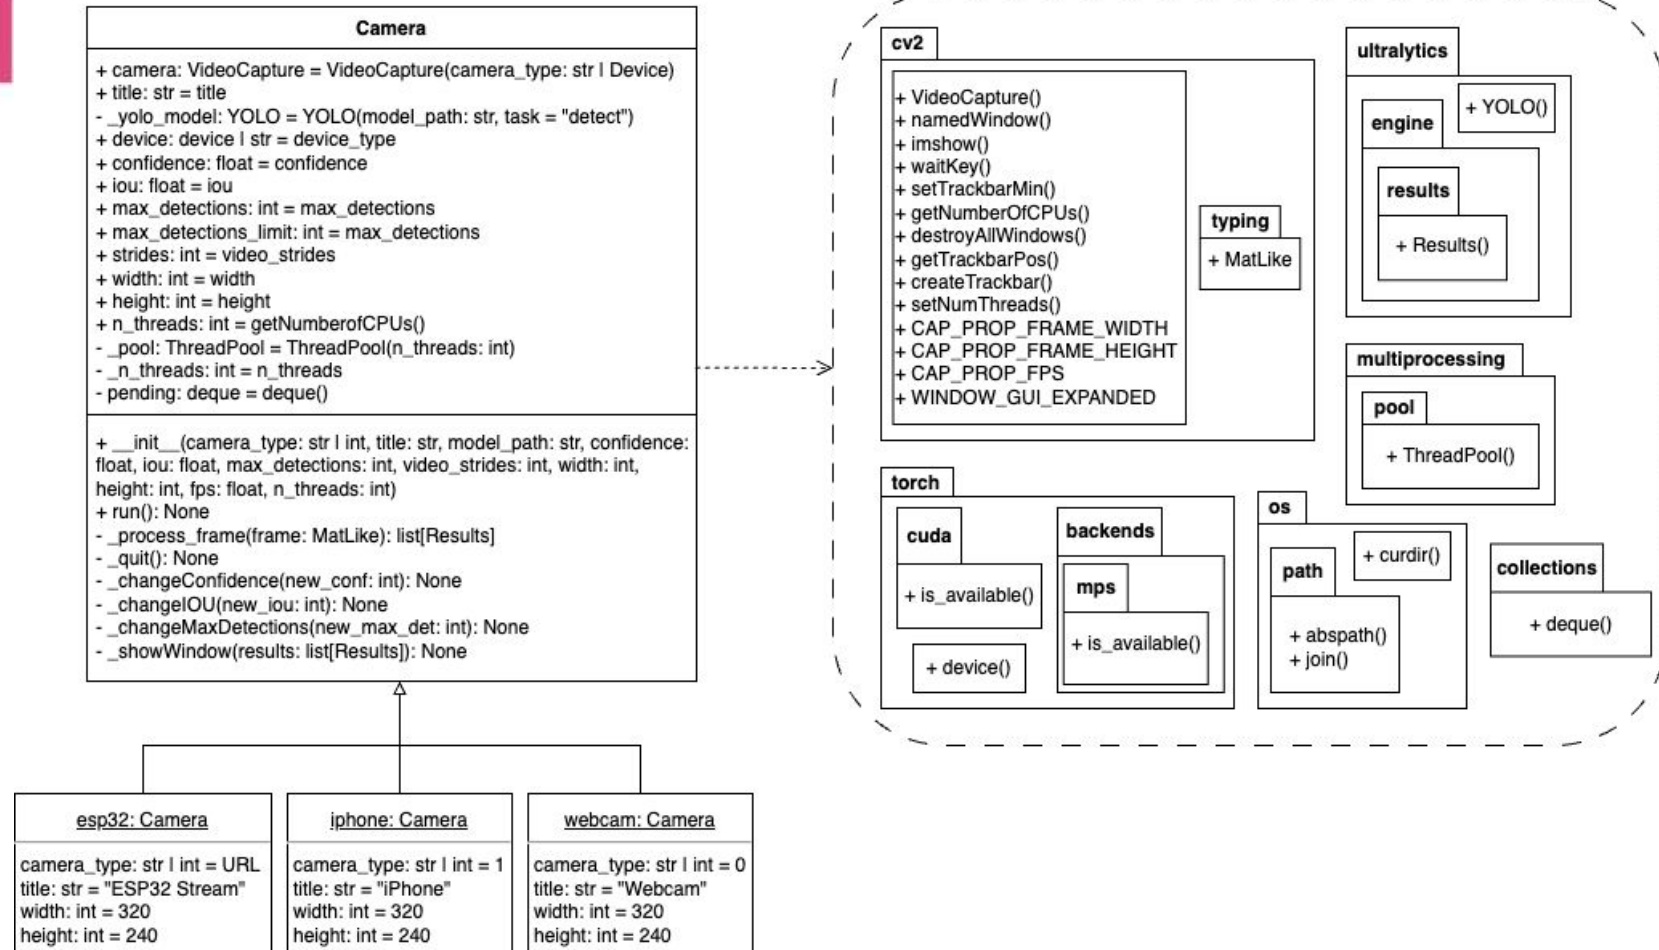 Camera
+ camera: VideoCapture = VideoCapture(camera_type: str | Device)
+ title: str = title
- _yolo_model: YOLO = YOLO(model_path: str, task = "detect")
+ device: device | str = device_type
+ confidence: float = confidence
+ iou: float = iou
+ max_detections: int = max_detections
+ max_detections_limit: int = max_detections
+ strides: int = video_strides
+ width: int = width
+ height: int = height
+ n_threads: int = getNumberofCPUs()
- _pool: ThreadPool = ThreadPool(n_threads: int)
- _n_threads: int = n_threads
- pending: deque = deque()
+ __init__(camera_type: str | int, title: str, model_path: str, confidence:
float, iou: float, max_detections: int, video_strides: int, width: int,
height: int, fps: float, n_threads: int)
+ run(): None
- _process_frame(frame: MatLike): list[Results]
- _quit(): None
- _changeConfidence(new_conf: int): None
- _changeIOU(new_iou: int): None
- _changeMaxDetections(new_max_det: int): None
- _showWindow(results: list[Results]): None
esp32: Camera
camera_type: str | int = URL
title: str = "ESP32 Stream"
width: int = 320
height: int = 240
iphone: Camera
camera_type: str | int = 1
title: str = "iPhone"
width: int = 320
height: int = 240
webcam: Camera
camera_type: str | int = 0
title: str = "Webcam"
width: int = 320
height: int = 240
cv2
+ VideoCapture()
+ namedWindow()
+ imshow()
+ waitKey()
+ setTrackbarMin()
+ getNumberOfCPUs()
+ destroyAllWindows()
+ getTrackbarPos()
+ createTrackbar()
+ setNumThreads()
+ CAP_PROP_FRAME_WIDTH
+ CAP_PROP_FRAME_HEIGHT
+ CAP_PROP_FPS
+ WINDOW_GUI_EXPANDED
typing
+ MatLike
ultralytics
+ YOLO()
engine
results
+ Results()
multiprocessing
pool
+ ThreadPool()
torch
cuda
+ is_available()
+ device()
backends
mps
+ is_available()
os
+ curdir()
path
+ abspath()
+ join()
collections
+ deque()